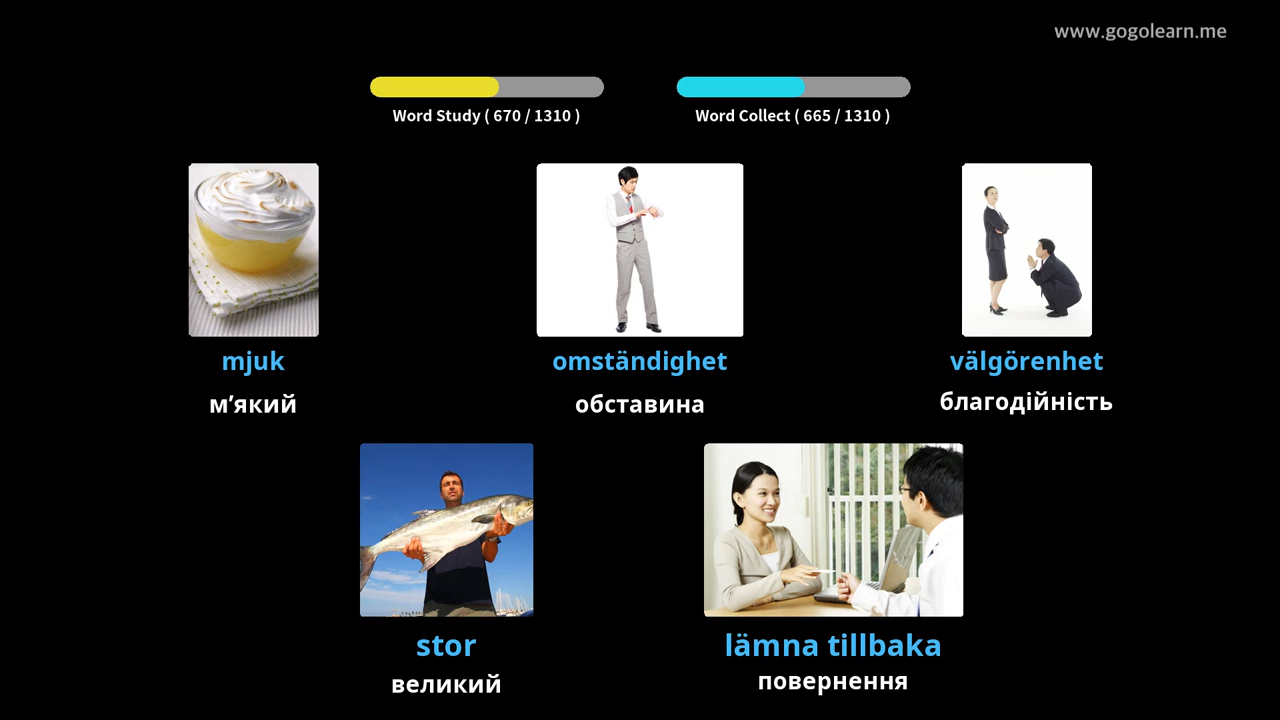 www.gogolearn.me
Word Study ( 670 / 1310 )
Word Collect ( 665 / 1310 )
mjuk
omständighet
välgörenhet
м’який
обставина
благодійність
stor
lämna tillbaka
великий
повернення